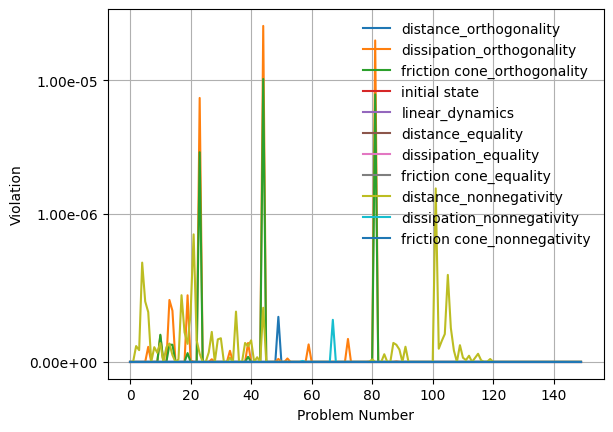 distance_orthogonality
dissipation_orthogonality
friction cone_orthogonality
initial state
linear_dynamics
distance_equality
dissipation_equality
friction cone_equality
distance_nonnegativity
dissipation_nonnegativity
friction cone_nonnegativity
1.00e-05
1.00e-06
0.00e+00
Violation
0 20 40 60 80 100 120 140
Problem Number